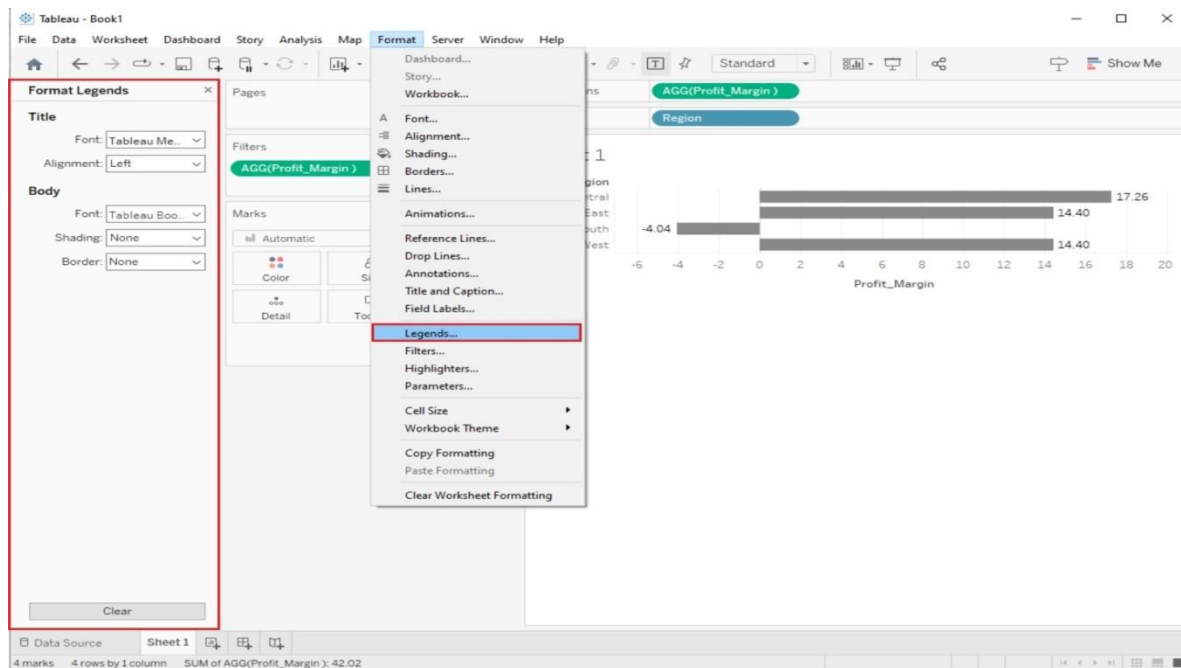 Tableau - Book1
File Data Worksheet Dashboard Story Analysis Map Format Server Window Help
Standard
Show Me
Format Legends
Title
Font: Tableau Me..
Alignment: Left
Body
Font: Tableau Boo..
Shading: None
Border: None
Clear
Pages
Filters
AGG(Profit_Margin )
Marks
Automatic
Color
Detail
Dashboard...
Story...
Workbook...
Font...
Alignment...
Shading...
Borders...
Lines...
Animations...
Reference Lines...
Drop Lines...
Annotations...
Title and Caption...
Field Labels...
Legends...
Filters...
Highlighters...
Parameters...
Cell Size
Workbook Theme
Copy Formatting
Paste Formatting
Clear Worksheet Formatting
AGG(Profit_Margin )
Region
1
gion
tral 17.26
East 14.40
uth -4.04
West 14.40
-6 -4 -2 0 2 4 6 8 10 12 14 16 18 20
Profit_Margin
Data Source Sheet 1
4 marks 4 rows by 1 column SUM of AGG(Profit_Margin ): 42.02